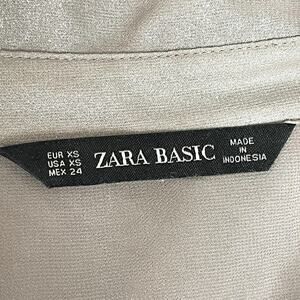 EUR XS
USA XS
MEX 24
ZARA BASIC
MADE
IN
INDONESIA